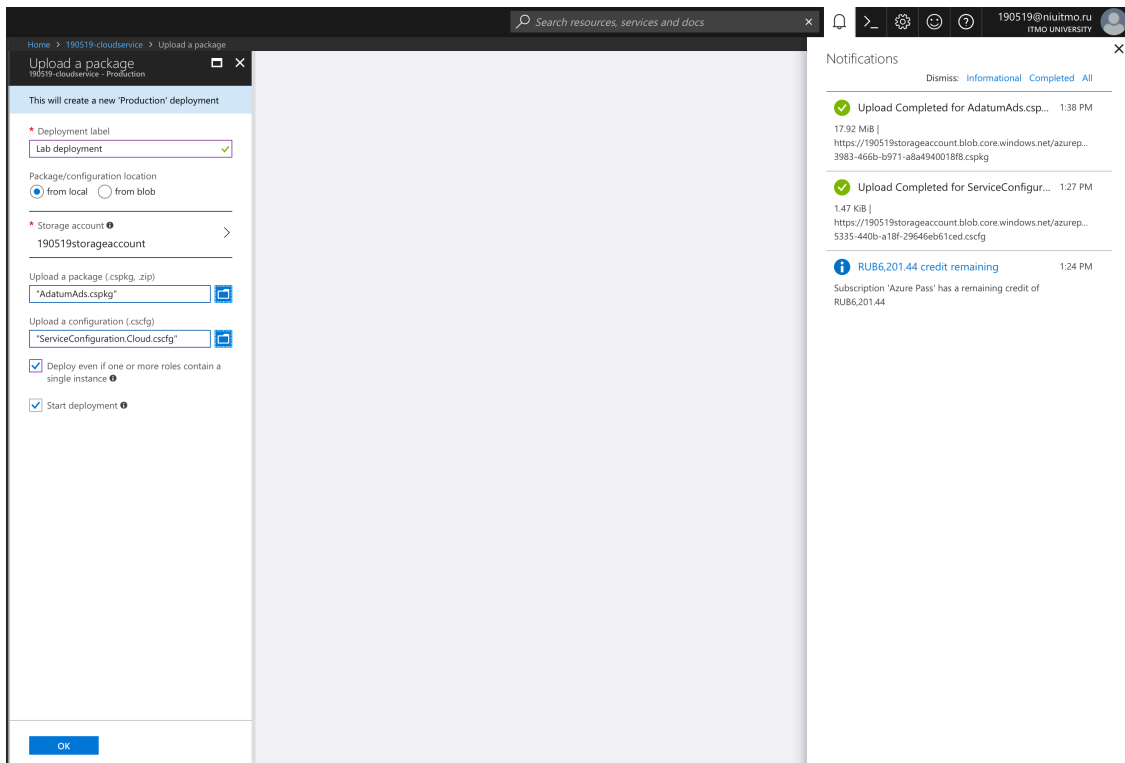 Search resources, services and docs
190519@niuitmo.ru
ITMO UNIVERSITY
Home > 190519-cloudservice > Upload a package
Upload a package
190519-cloudservice - Production
This will create a new 'Production' deployment
* Deployment label
Lab deployment
Package/configuration location
from local from blob
* Storage account
190519storageaccount
Upload a package (.cspkg, .zip)
"AdatumAds.cspkg"
Upload a configuration (.cscfg)
"ServiceConfiguration.Cloud.cscfg"
Deploy even if one or more roles contain a
single instance
Start deployment
OK
Notifications
Dismiss: Informational Completed All
Upload Completed for AdatumAds.csp... 1:38 PM
17.92 MiB |
https://190519storageaccount.blob.core.windows.net/azurep...
3983-466b-b971-a8a4940018f8.cspkg
Upload Completed for ServiceConfigur... 1:27 PM
1.47 KiB |
https://190519storageaccount.blob.core.windows.net/azurep...
5335-440b-a18f-29646eb61ced.cscfg
RUB6,201.44 credit remaining 1:24 PM
Subscription 'Azure Pass' has a remaining credit of
RUB6,201.44